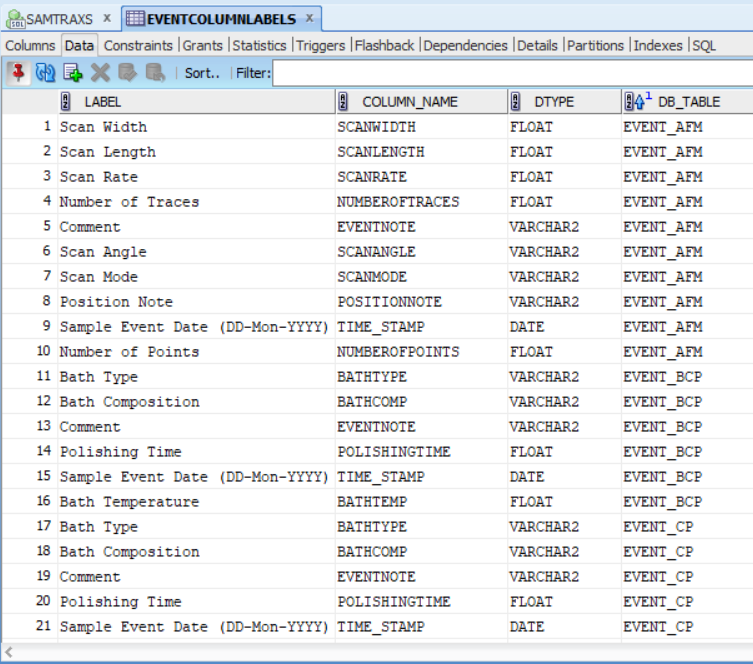 SQL SAMTRAXS x EVENTCOLUMNLABELS x
Columns Data Constraints |Grants |Statistics |Triggers |Flashback |Dependencies |Details |Partitions |Indexes |SQL
Sort.. Filter:
LABEL COLUMN_NAME DTYPE 1 DB_TABLE
1 Scan Width SCANWIDTH FLOAT EVENT_AFM
2 Scan Length SCANLENGTH FLOAT EVENT_AFM
3 Scan Rate SCANRATE FLOAT EVENT_AFM
4 Number of Traces NUMBEROFTRACES FLOAT EVENT_AFM
5 Comment EVENTNOTE VARCHAR2 EVENT_AFM
6 Scan Angle SCANANGLE VARCHAR2 EVENT_AFM
7 Scan Mode SCANMODE VARCHAR2 EVENT_AFM
8 Position Note POSITIONNOTE VARCHAR2 EVENT_AFM
9 Sample Event Date (DD-Mon-YYYY) TIME_STAMP DATE EVENT_AFM
10 Number of Points NUMBEROFPOINTS FLOAT EVENT_AFM
11 Bath Type BATHTYPE VARCHAR2 EVENT_BCP
12 Bath Composition BATHCOMP VARCHAR2 EVENT_BCP
13 Comment EVENTNOTE VARCHAR2 EVENT_BCP
14 Polishing Time POLISHINGTIME FLOAT EVENT_BCP
15 Sample Event Date (DD-Mon-YYYY) TIME_STAMP DATE EVENT_BCP
16 Bath Temperature BATHTEMP FLOAT EVENT_BCP
17 Bath Type BATHTYPE VARCHAR2 EVENT_CP
18 Bath Composition BATHCOMP VARCHAR2 EVENT_CP
19 Comment EVENTNOTE VARCHAR2 EVENT_CP
20 Polishing Time POLISHINGTIME FLOAT EVENT_CP
21 Sample Event Date (DD-Mon-YYYY) TIME_STAMP DATE EVENT_CP